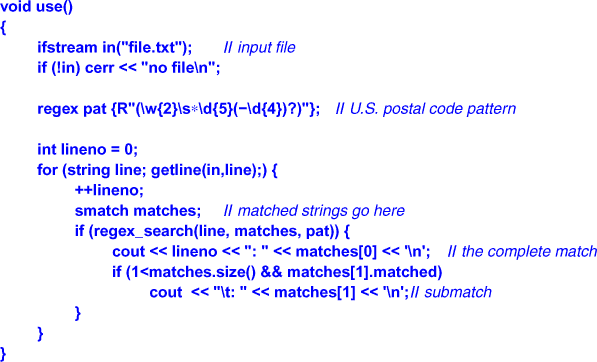 void use()
{
ifstream in("file.txt"); // input file
if (!in) cerr << "no file\n";
regex pat {R"(\w{2}\s∗\d{5}(−\d{4})?)"}; // U.S. postal code pattern
int lineno = 0;
for (string line; getline(in,line);) {
++lineno;
smatch matches; // matched strings go here
if (regex_search(line, matches, pat)) {
cout << lineno << ": " << matches[0] << '\n'; // the complete match
if (1<matches.size() && matches[1].matched)
cout << "\t: " << matches[1] << '\n';// submatch
}
}
}